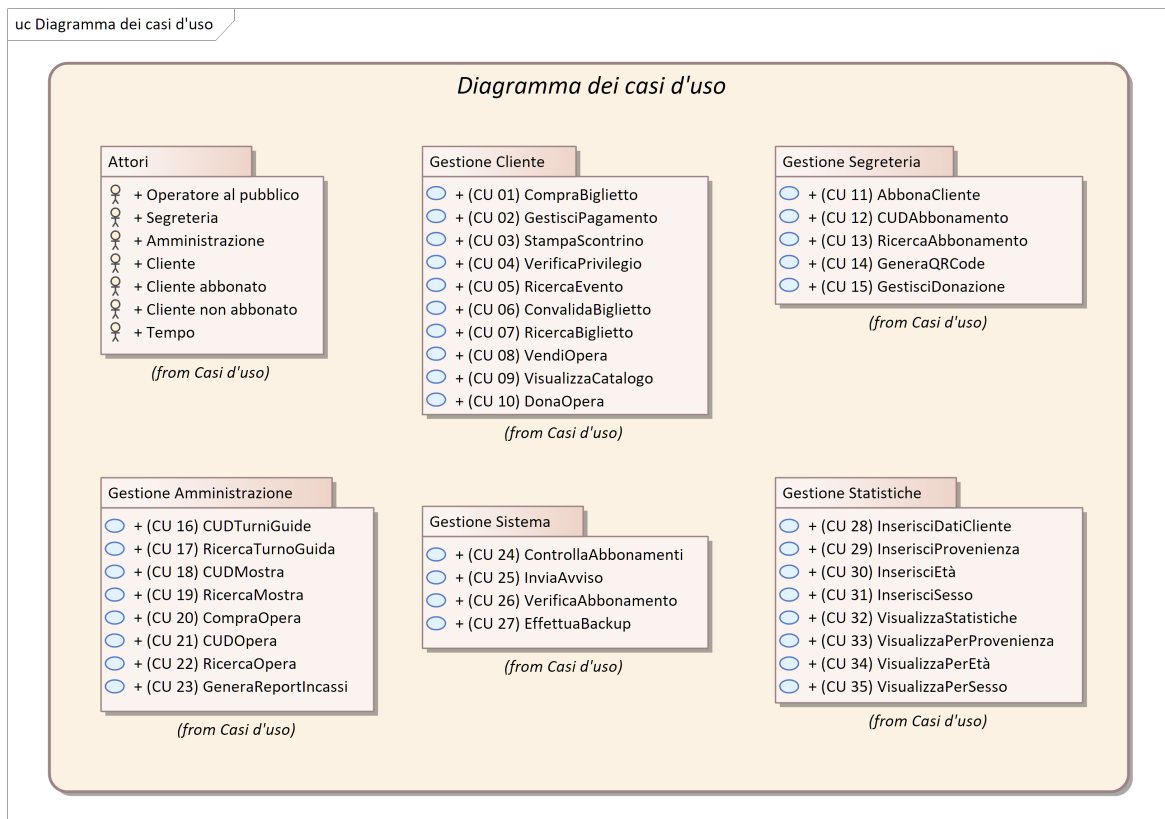 uc Diagramma dei casi d'uso
Diagramma dei casi d'uso
Attori
+ Operatore al pubblico
+ Segreteria
+ Amministrazione
+ Cliente
+ Cliente abbonato
+ Cliente non abbonato
+ Tempo
(from Casi d'uso)
Gestione Cliente
+ (CU 01) CompraBiglietto
+ (CU 02) GestisciPagamento
+ (CU 03) StampaScontrino
+ (CU 04) VerificaPrivilegio
+ (CU 05) RicercaEvento
+ (CU 06) ConvalidaBiglietto
+ (CU 07) RicercaBiglietto
+ (CU 08) VendiOpera
+ (CU 09) VisualizzaCatalogo
+ (CU 10) DonaOpera
(from Casi d'uso)
Gestione Segreteria
+ (CU 11) AbbonaCliente
+ (CU 12) CUDAbbonamento
+ (CU 13) RicercaAbbonamento
+ (CU 14) GeneraQRCode
+ (CU 15) GestisciDonazione
(from Casi d'uso)
Gestione Amministrazione
+ (CU 16) CUDTurniGuide
+ (CU 17) RicercaTurnoGuida
+ (CU 18) CUDMostra
+ (CU 19) RicercaMostra
+ (CU 20) CompraOpera
+ (CU 21) CUDOpera
+ (CU 22) RicercaOpera
+ (CU 23) GeneraReportIncassi
(from Casi d'uso)
Gestione Sistema
+ (CU 24) ControllaAbbonamenti
+ (CU 25) InviaAvviso
+ (CU 26) VerificaAbbonamento
+ (CU 27) EffettuaBackup
(from Casi d'uso)
Gestione Statistiche
+ (CU 28) InserisciDatiCliente
+ (CU 29) InserisciProvenienza
+ (CU 30) InserisciEtà
+ (CU 31) InserisciSesso
+ (CU 32) VisualizzaStatistiche
+ (CU 33) VisualizzaPerProvenienza
+ (CU 34) VisualizzaPerEtà
+ (CU 35) VisualizzaPerSesso
(from Casi d'uso)